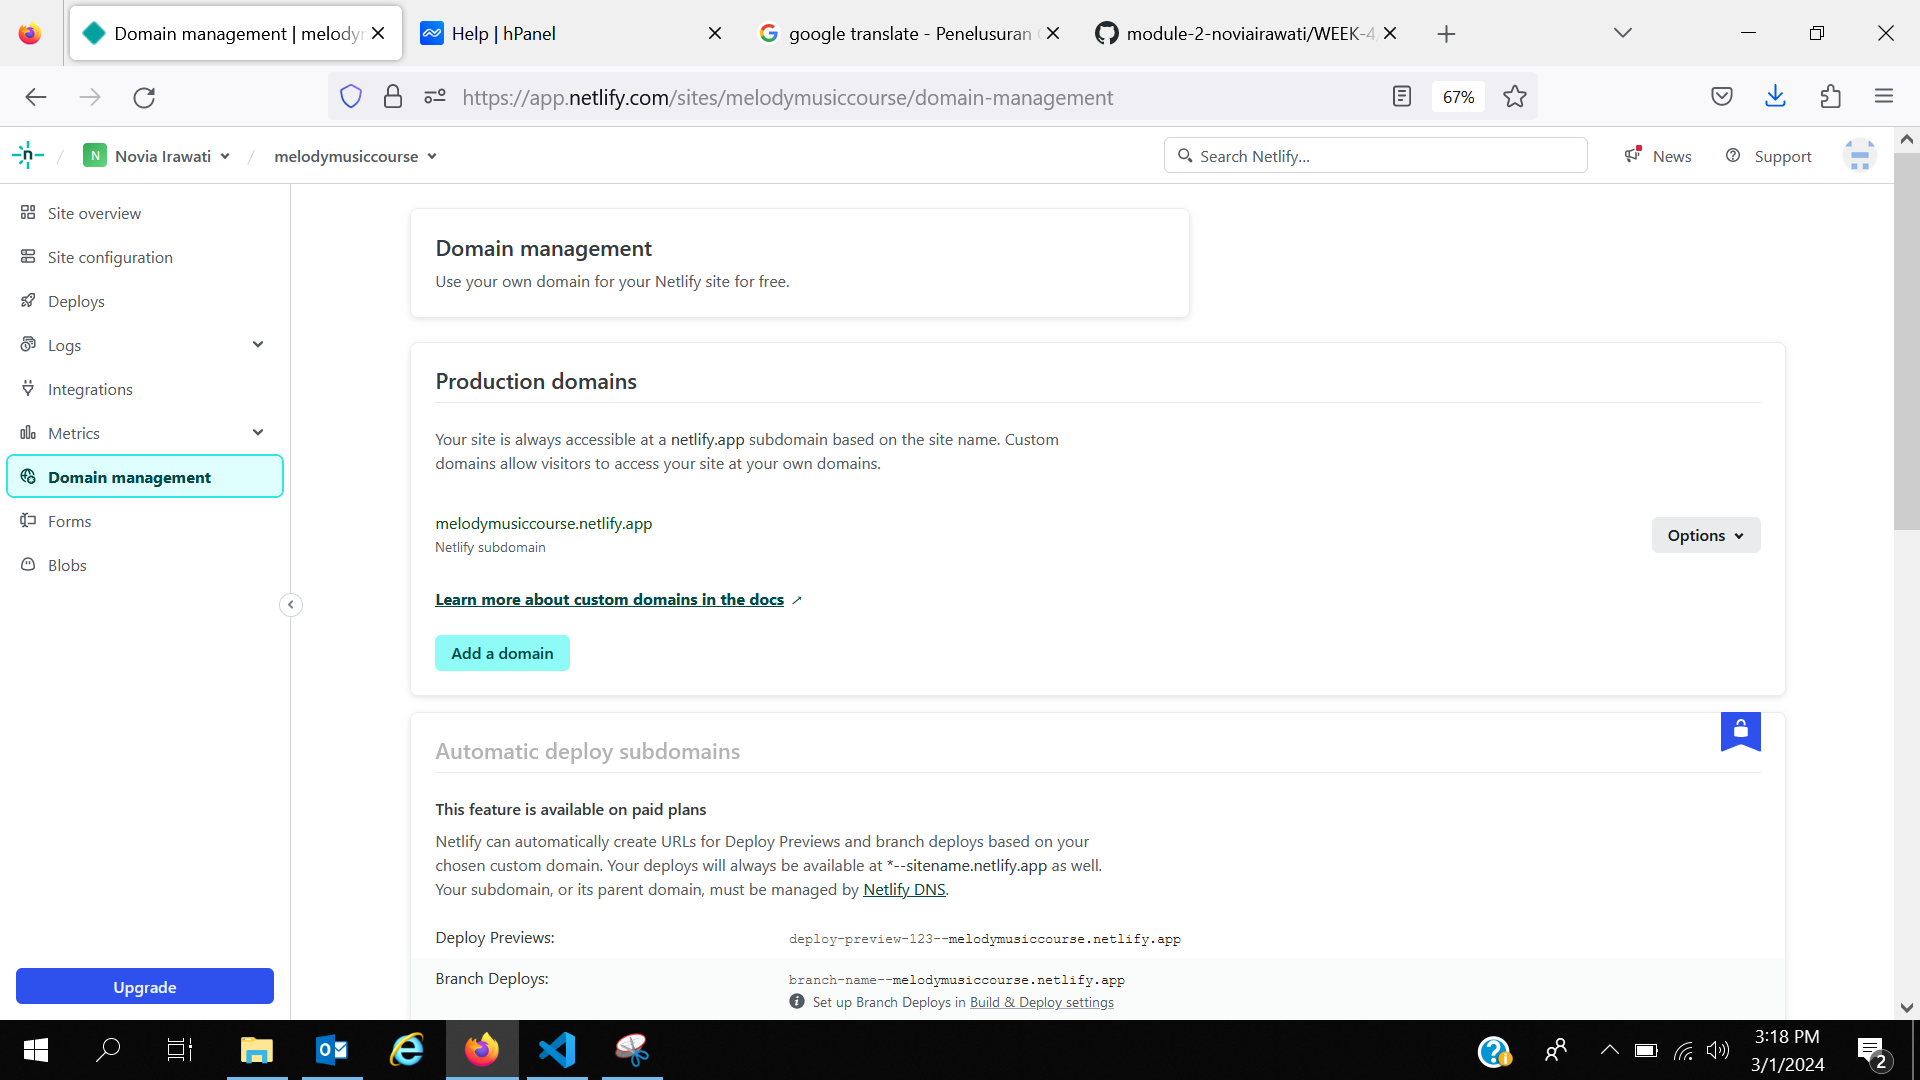 Domain management | melody
Help | hPanel
google translate - Penelusuran
module-2-noviairawati/WEEK-4
https://app.netlify.com/sites/melodymusiccourse/domain-management
67%
n
/
N
Novia Irawati
/
melodymusiccourse
Search Netlify...
News
Support
Site overview
Site configuration
Deploys
Logs
Integrations
Metrics
Domain management
Forms
Blobs
Upgrade
Domain management
Use your own domain for your Netlify site for free.
Production domains
Your site is always accessible at a netlify.app subdomain based on the site name. Custom
domains allow visitors to access your site at your own domains.
melodymusiccourse.netlify.app
Netlify subdomain
Options
Learn more about custom domains in the docs ↗
Add a domain
Automatic deploy subdomains
This feature is available on paid plans
Netlify can automatically create URLs for Deploy Previews and branch deploys based on your
chosen custom domain. Your deploys will always be available at *--sitename.netlify.app as well.
Your subdomain, or its parent domain, must be managed by Netlify DNS.
Deploy Previews:
deploy-preview-123--melodymusiccourse.netlify.app
Branch Deploys:
branch-name--melodymusiccourse.netlify.app
Set up Branch Deploys in Build & Deploy settings
3:18 PM
3/1/2024
2